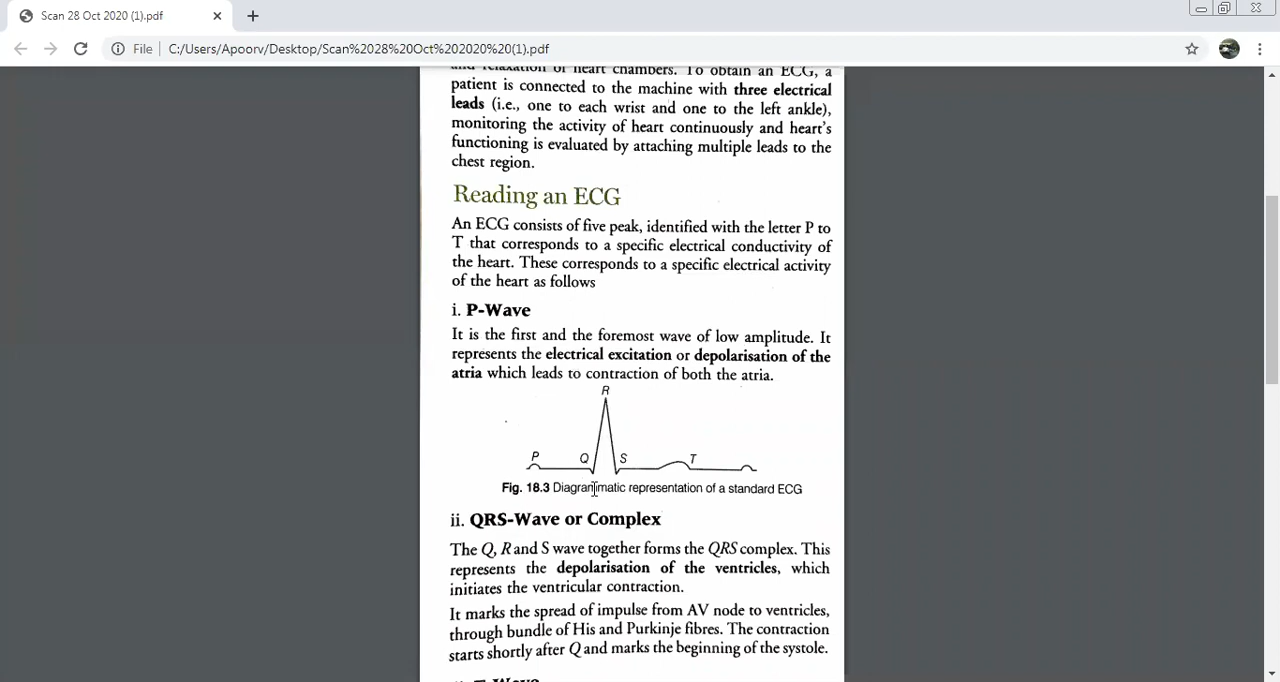 Scan 28 Oct 2020 (1).pdf
File
C:/Users/Apoorv/Desktop/Scan%2028%20Oct%202020%20(1).pdf
and relaxation of heart chambers. To obtain an ECG, a
patient is connected to the machine with three electrical
leads (i.e., one to each wrist and one to the left ankle),
monitoring the activity of heart continuously and heart's
functioning is evaluated by attaching multiple leads to the
chest region.
Reading an ECG
An ECG consists of five peak, identified with the letter P to
T that corresponds to a specific electrical conductivity of
the heart. These corresponds to a specific electrical activity
of the heart as follows
i. P-Wave
It is the first and the foremost wave of low amplitude. It
represents the electrical excitation or depolarisation of the
atria which leads to contraction of both the atria.
R
P Q S T
Fig. 18.3 Diagrammatic representation of a standard ECG
ii. QRS-Wave or Complex
The Q, R and S wave together forms the QRS complex. This
represents the depolarisation of the ventricles, which
initiates the ventricular contraction.
It marks the spread of impulse from AV node to ventricles,
through bundle of His and Purkinje fibres. The contraction
starts shortly after Q and marks the beginning of the systole.